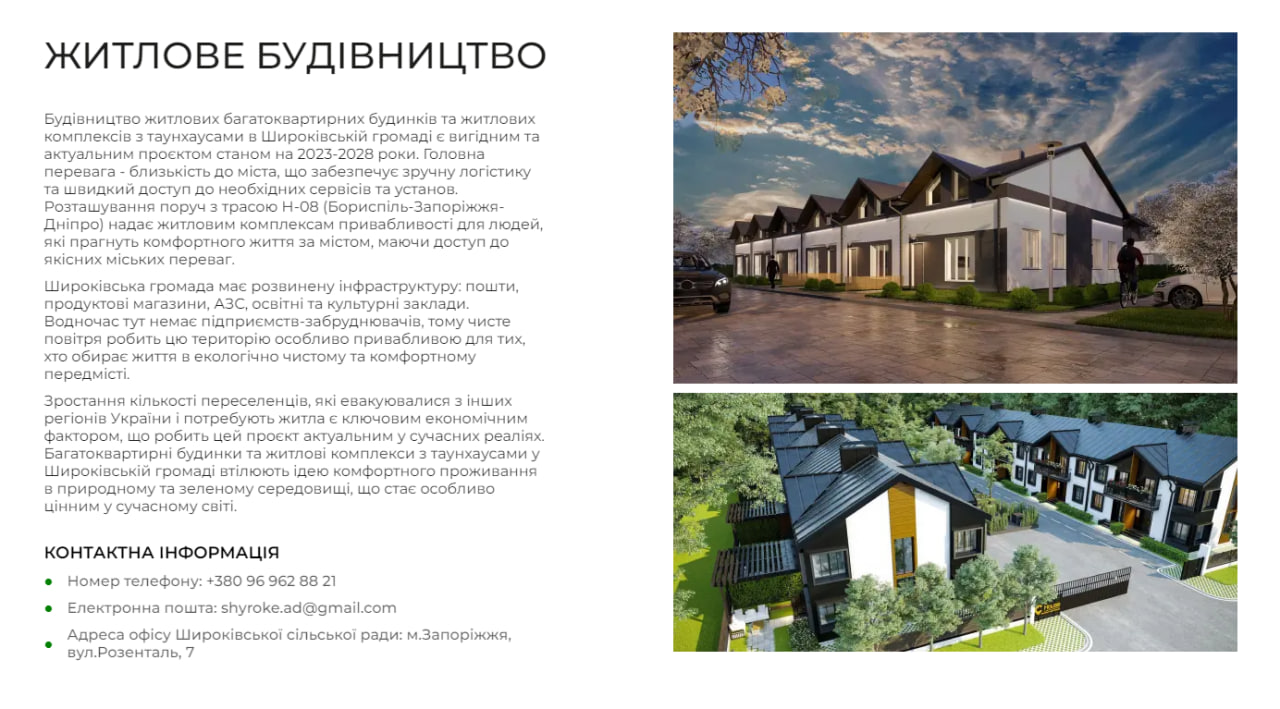 ЖИТЛОВЕ БУДІВНИЦТВО
Будівництво житлових багатоквартирних будинків та житлових
комплексів з таунхаусами в Широківській громаді є вигідним та
актуальним проєктом станом на 2023-2028 роки. Головна
перевага - близькість до міста, що забезпечує зручну логістику
та швидкий доступ до необхідних сервісів та установ.
Розташування поруч з трасою Н-08 (Бориспіль-Запоріжжя-
Дніпро) надає житловим комплексам привабливості для людей,
які прагнуть комфортного життя за містом, маючи доступ до
якісних міських переваг.
Широківська громада має розвинену інфраструктуру: пошти,
продуктові магазини, АЗС, освітні та культурні заклади.
Водночас тут немає підприємств-забруднювачів, тому чисте
повітря робить цю територію особливо привабливою для тих,
хто обирає життя в екологічно чистому та комфортному
передмісті.
Зростання кількості переселенців, які евакуювалися з інших
регіонів України і потребують житла є ключовим економічним
фактором, що робить цей проєкт актуальним у сучасних реаліях.
Багатоквартирні будинки та житлові комплекси з таунхаусами у
Широківській громаді втілюють ідею комфортного проживання
в природному та зеленому середовищі, що стає особливо
цінним у сучасному світі.
КОНТАКТНА ІНФОРМАЦІЯ
Номер телефону: +380 96 962 88 21
Електронна пошта: shyroke.ad@gmail.com
Адреса офісу Широківської сільської ради: м.Запоріжжя,
вул.Розенталь, 7
House